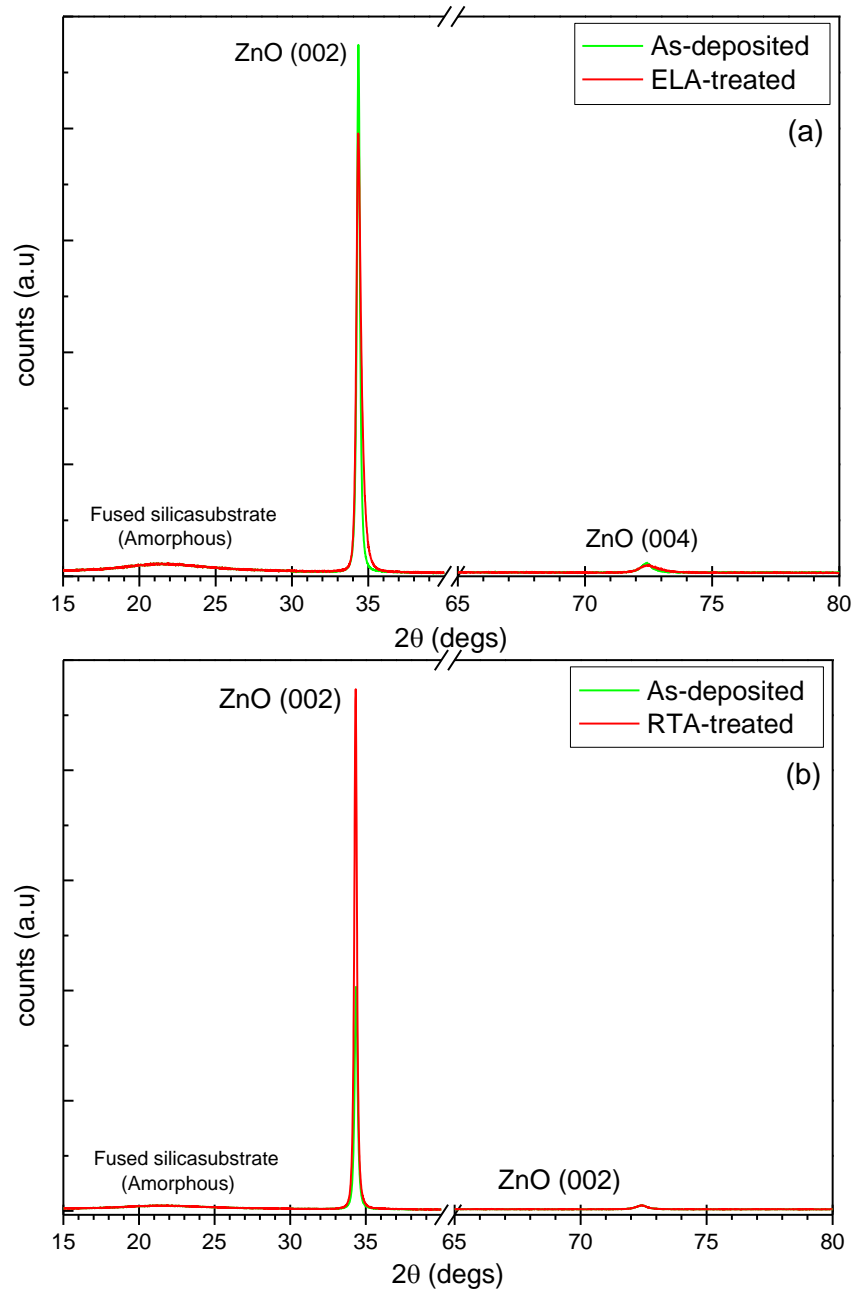 ZnO (002)
As-deposited
ELA-treated
(a)
counts (a.u)
Fused silicasubstrate
(Amorphous)
ZnO (004)
15 20 25 30 35 65 70 75 80
2θ (degs)
ZnO (002)
As-deposited
RTA-treated
(b)
counts (a.u)
Fused silicasubstrate
(Amorphous)
ZnO (002)
15 20 25 30 35 65 70 75 80
2θ (degs)